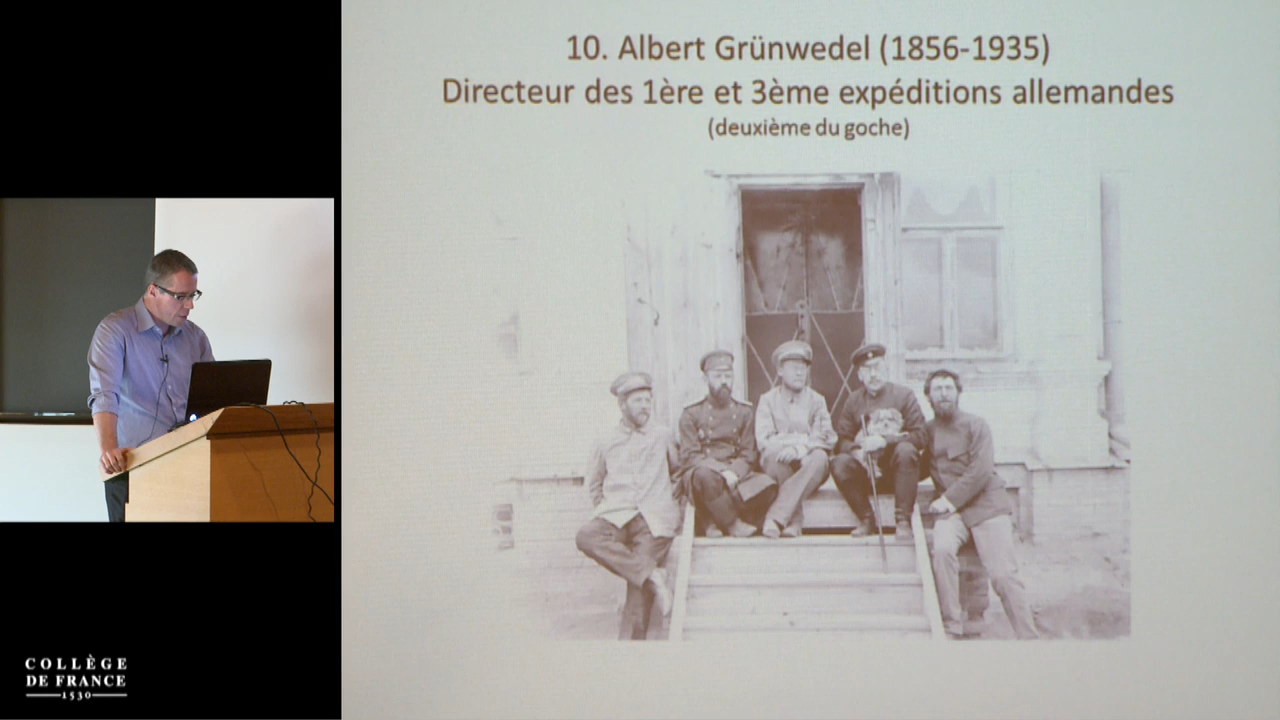 10. Albert Grünwedel (1856-1935)
Directeur des 1ère et 3ème expéditions allemandes
(deuxième du goche)
COLLÈGE
DE FRANCE
1530